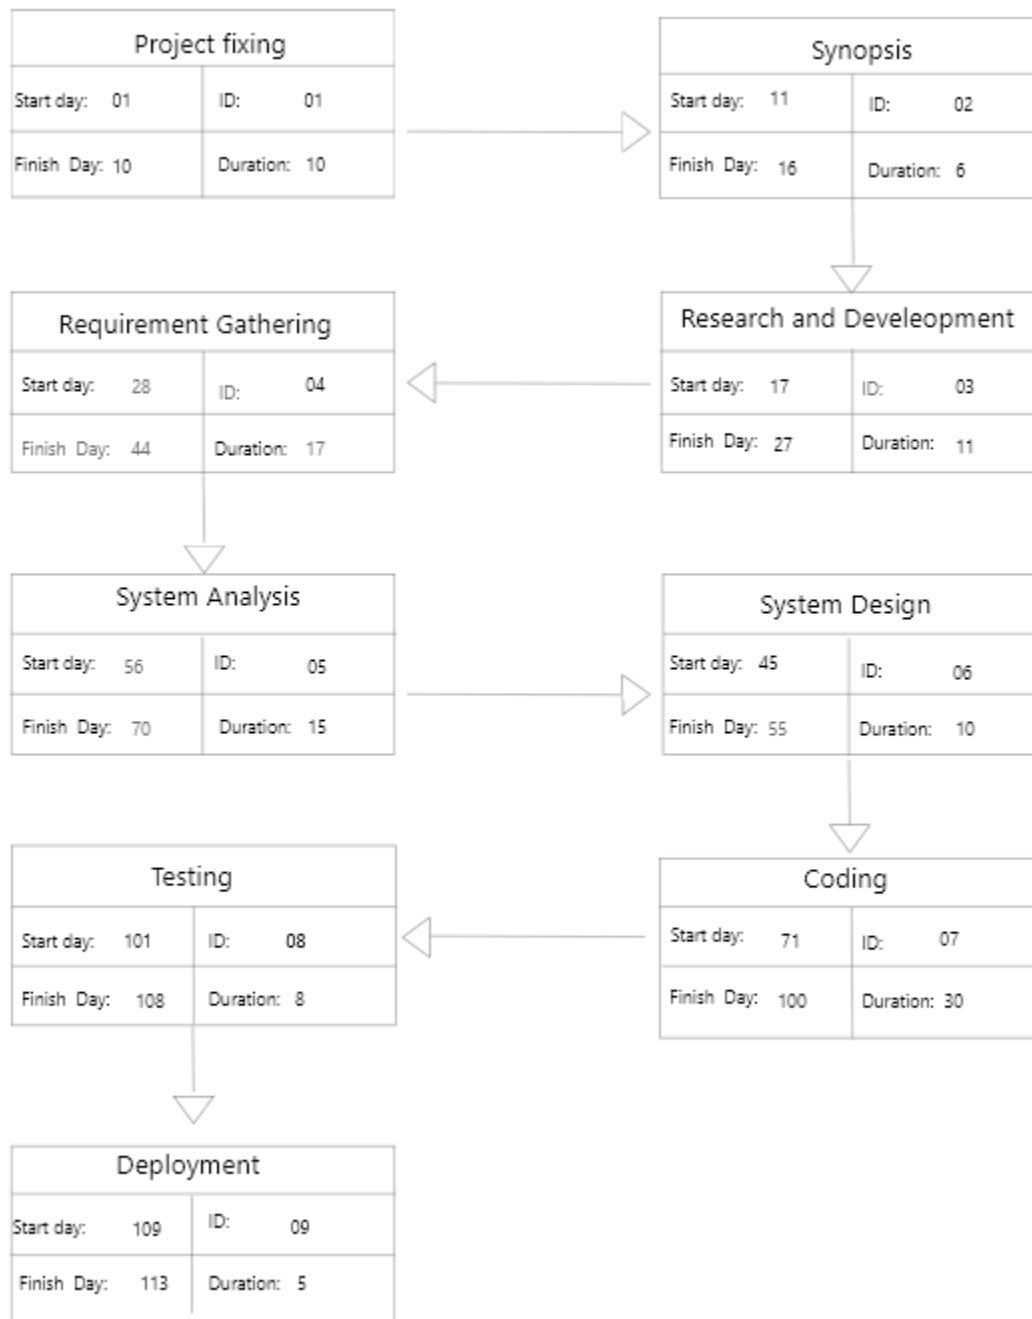 Project fixing
Start day: 01 ID: 01
Finish Day: 10 Duration: 10
Synopsis
Start day: 11 ID: 02
Finish Day: 16 Duration: 6
Research and Develeopment
Start day: 17 ID: 03
Finish Day: 27 Duration: 11
Requirement Gathering
Start day: 28 ID: 04
Finish Day: 44 Duration: 17
System Analysis
Start day: 56 ID: 05
Finish Day: 70 Duration: 15
System Design
Start day: 45 ID: 06
Finish Day: 55 Duration: 10
Coding
Start day: 71 ID: 07
Finish Day: 100 Duration: 30
Testing
Start day: 101 ID: 08
Finish Day: 108 Duration: 8
Deployment
Start day: 109 ID: 09
Finish Day: 113 Duration: 5